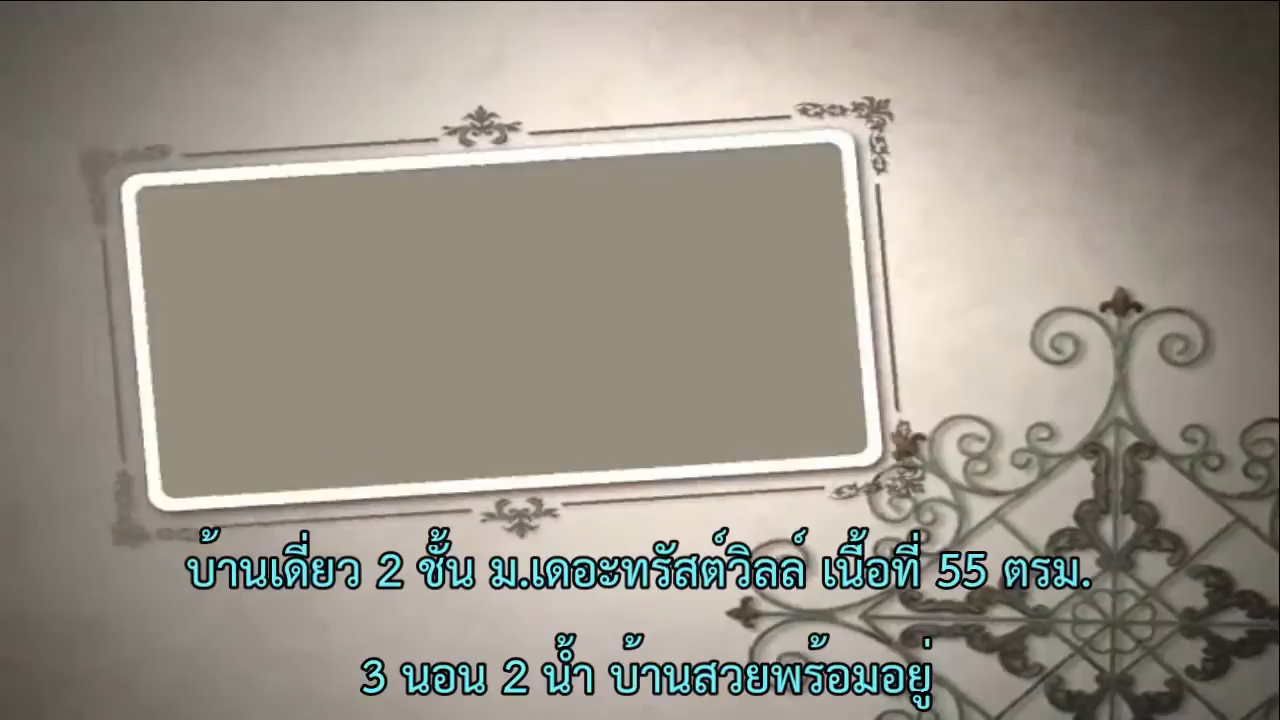 บ้านเดี่ยว 2 ชั้น ม.เดอะทรัสต์วิลล์ เนื้อที่ 55 ตรม.
3 นอน 2 น้ำ บ้านสวยพร้อมอยู่